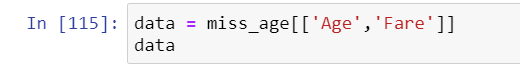 In [115]: data = miss_age[['Age','Fare']]
data